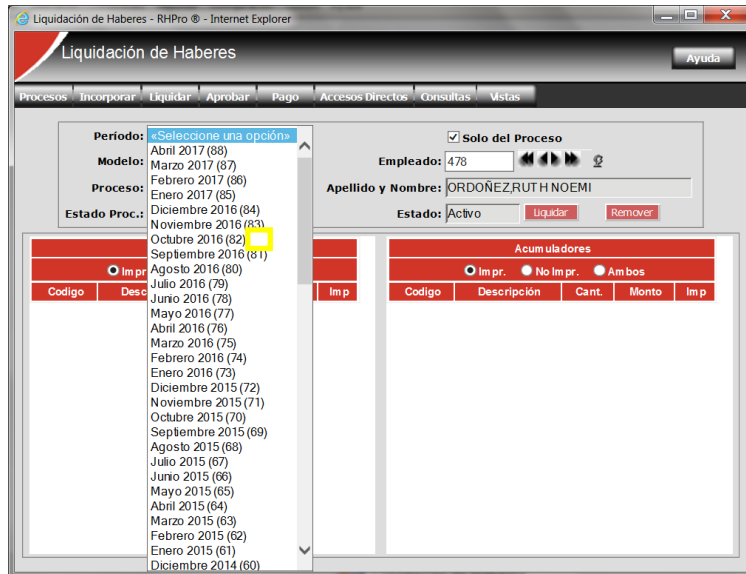 Liquidación de Haberes - RHPro ® - Internet Explorer
Liquidación de Haberes
Ayuda
Procesos Incorporar Liquidar Aprobar Pago Accesos Directos Consultas Vistas
Período: «Seleccione una opción»
Solo del Proceso
Modelo:
Empleado: 478
Proceso:
Apellido y Nombre: ORDOÑEZ,RUTH NOEMI
Estado Proc.:
Estado: Activo Liquidar Remover
Abril 2017 (88)
Marzo 2017 (87)
Febrero 2017 (86)
Enero 2017 (85)
Diciembre 2016 (84)
Noviembre 2016 (83)
Octubre 2016 (82)
Septiembre 2016 (81)
Agosto 2016 (80)
Julio 2016 (79)
Junio 2016 (78)
Mayo 2016 (77)
Abril 2016 (76)
Marzo 2016 (75)
Febrero 2016 (74)
Enero 2016 (73)
Diciembre 2015 (72)
Noviembre 2015 (71)
Octubre 2015 (70)
Septiembre 2015 (69)
Agosto 2015 (68)
Julio 2015 (67)
Junio 2015 (66)
Mayo 2015 (65)
Abril 2015 (64)
Marzo 2015 (63)
Febrero 2015 (62)
Enero 2015 (61)
Diciembre 2014 (60)
Impr
Codigo Desc Imp
Acumuladores
Impr. No Impr. Ambos
Codigo Descripción Cant. Monto Imp